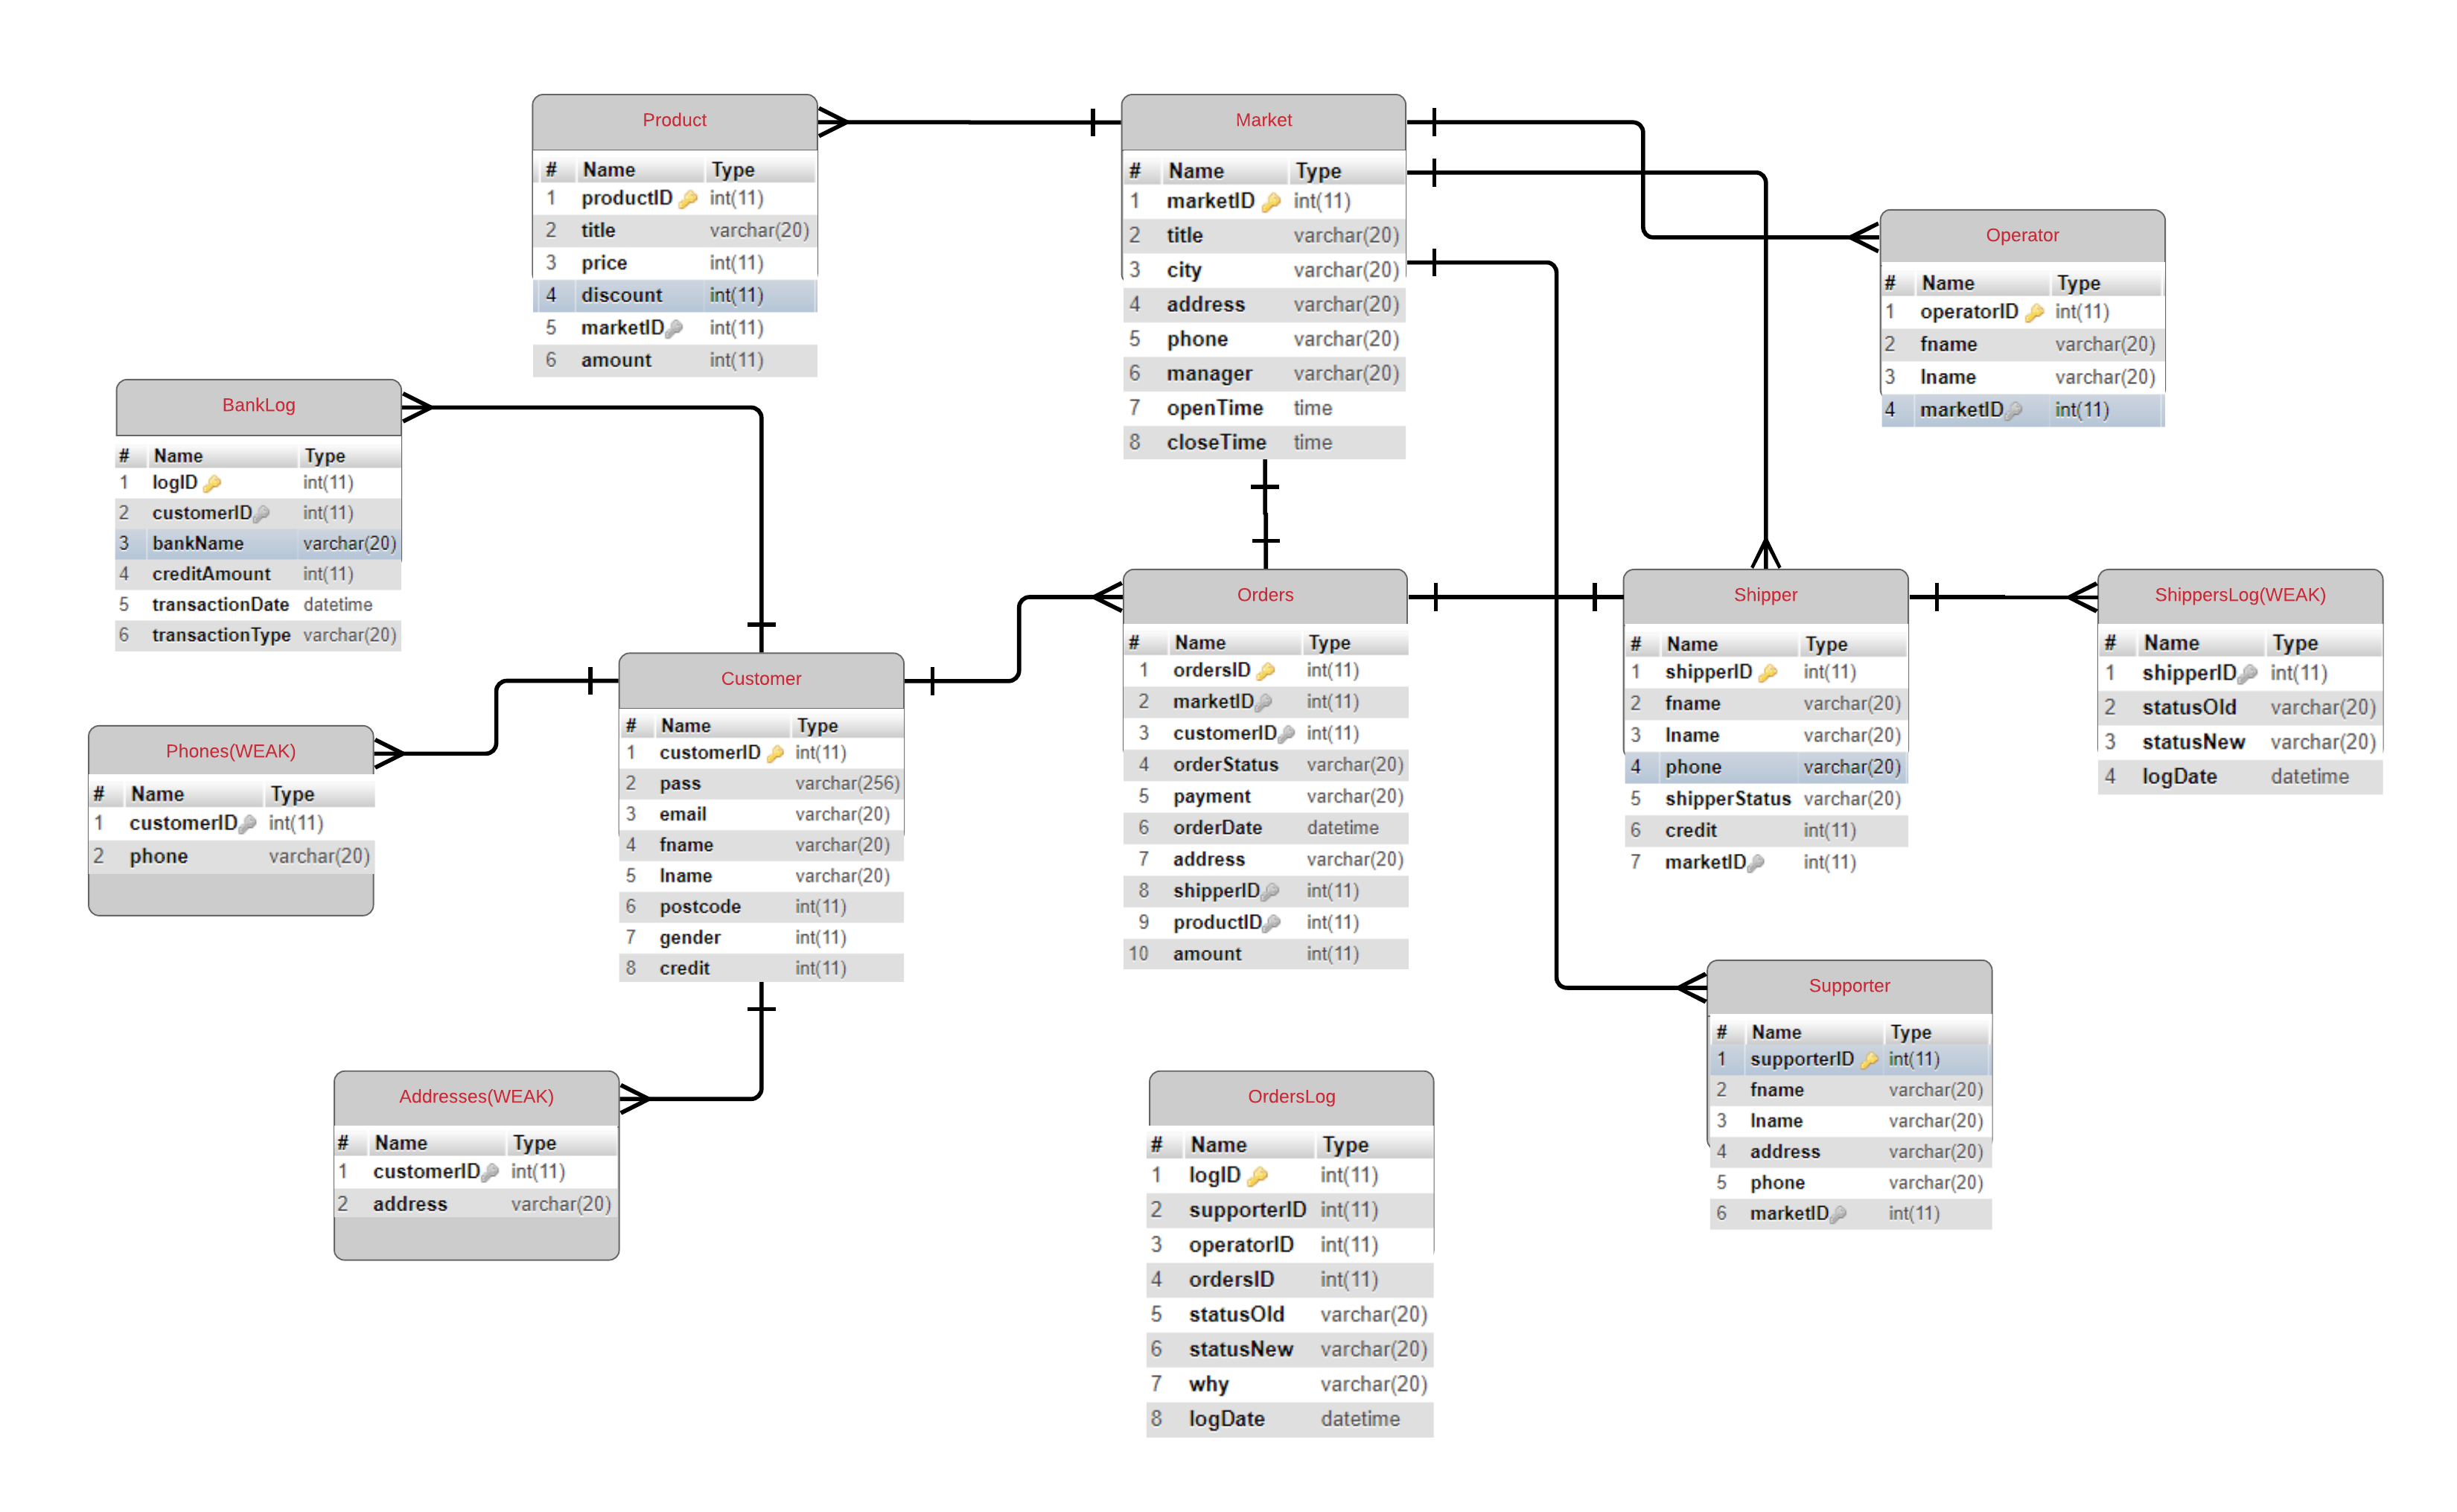 Product
# Name Type
1 productID int(11)
2 title varchar(20)
3 price int(11)
4 discount int(11)
5 marketID int(11)
6 amount int(11)
Market
# Name Type
1 marketID int(11)
2 title varchar(20)
3 city varchar(20)
4 address varchar(20)
5 phone varchar(20)
6 manager varchar(20)
7 openTime time
8 closeTime time
Operator
# Name Type
1 operatorID int(11)
2 fname varchar(20)
3 lname varchar(20)
4 marketID int(11)
BankLog
# Name Type
1 logID int(11)
2 customerID int(11)
3 bankName varchar(20)
4 creditAmount int(11)
5 transactionDate datetime
6 transactionType varchar(20)
Phones(WEAK)
# Name Type
1 customerID int(11)
2 phone varchar(20)
Customer
# Name Type
1 customerID int(11)
2 pass varchar(256)
3 email varchar(20)
4 fname varchar(20)
5 lname varchar(20)
6 postcode int(11)
7 gender int(11)
8 credit int(11)
Orders
# Name Type
1 ordersID int(11)
2 marketID int(11)
3 customerID int(11)
4 orderStatus varchar(20)
5 payment varchar(20)
6 orderDate datetime
7 address varchar(20)
8 shipperID int(11)
9 productID int(11)
10 amount int(11)
Shipper
# Name Type
1 shipperID int(11)
2 fname varchar(20)
3 lname varchar(20)
4 phone varchar(20)
5 shipperStatus varchar(20)
6 credit int(11)
7 marketID int(11)
ShippersLog(WEAK)
# Name Type
1 shipperID int(11)
2 statusOld varchar(20)
3 statusNew varchar(20)
4 logDate datetime
Addresses(WEAK)
# Name Type
1 customerID int(11)
2 address varchar(20)
OrdersLog
# Name Type
1 logID int(11)
2 supporterID int(11)
3 operatorID int(11)
4 ordersID int(11)
5 statusOld varchar(20)
6 statusNew varchar(20)
7 why varchar(20)
8 logDate datetime
Supporter
# Name Type
1 supporterID int(11)
2 fname varchar(20)
3 lname varchar(20)
4 address varchar(20)
5 phone varchar(20)
6 marketID int(11)